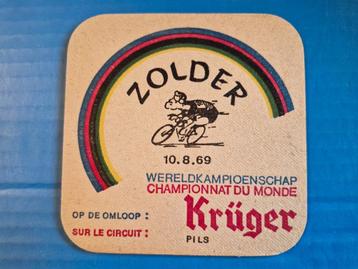 ZOLDER
10.8.69
WERELDKAMPIOENSCHAP
CHAMPIONNAT DU MONDE
OP DE OMLOOP :
SUR LE CIRCUIT :
Krüger
PILS